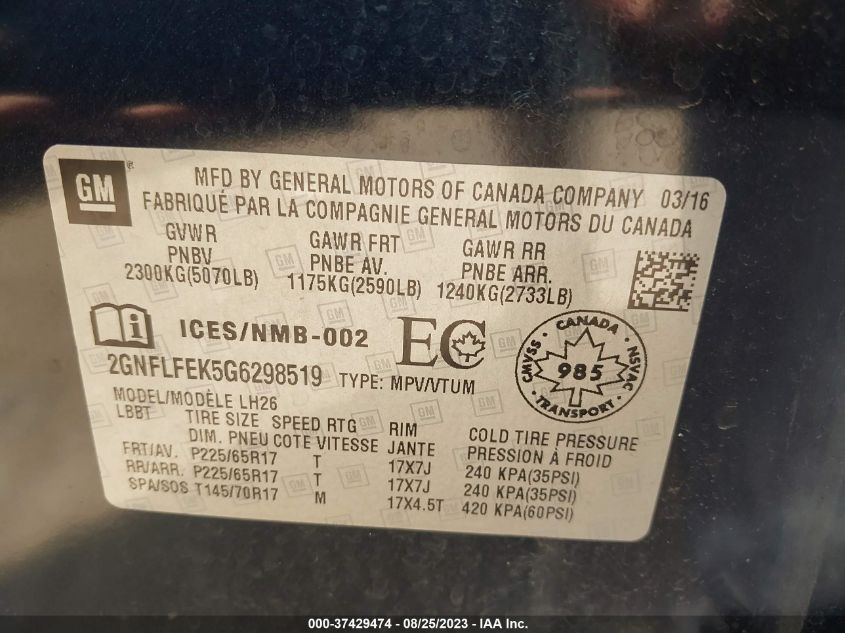 GM
MFD BY GENERAL MOTORS OF CANADA COMPANY 03/16
FABRIQUÉ PAR LA COMPAGNIE GENERAL MOTORS DU CANADA
GVWR GAWR FRT GAWR RR
PNBV PNBE AV. PNBE ARR.
2300KG(5070LB) 1175KG(2590LB) 1240KG(2733LB)
ICES/NMB-002 EC
2GNFLFEK5G6298519 TYPE: MPV/VTUM
CANADA CMVSS 985 NSVAC TRANSPORT
MODEL/MODÈLE LH26
LBBT TIRE SIZE SPEED RTG RIM COLD TIRE PRESSURE
DIM. PNEU COTE VITESSE JANTE PRESSION À FROID
FRT/AV. P225/65R17 T 17X7J 240 KPA(35PSI)
RR/ARR. P225/65R17 T 17X7J 240 KPA(35PSI)
SPA/SOS T145/70R17 M 17X4.5T 420 KPA(60PSI)
000-37429474 / 08/25/2023 - IAA Inc.